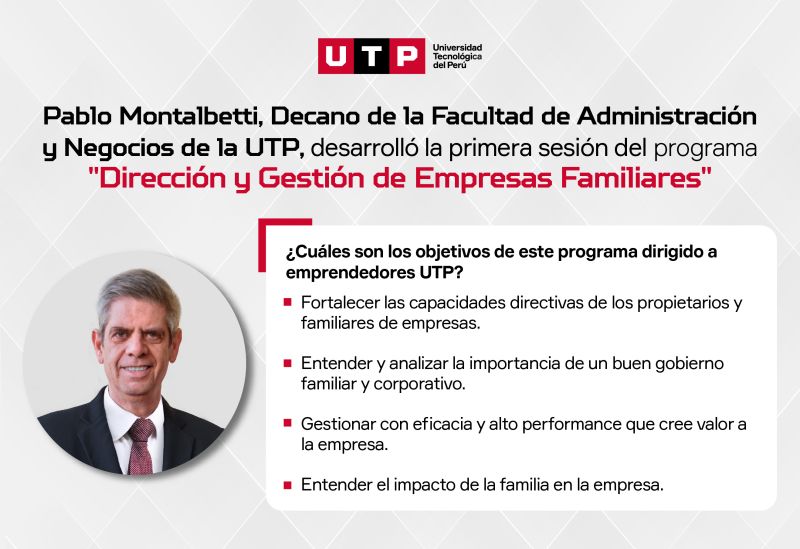 UTP
Universidad
Tecnológica
del Perú
Pablo Montalbetti, Decano de la Facultad de Administración
y Negocios de la UTP, desarrolló la primera sesión del programa
"Dirección y Gestión de Empresas Familiares"
¿Cuáles son los objetivos de este programa dirigido a
emprendedores UTP?
Fortalecer las capacidades directivas de los propietarios y
familiares de empresas.
Entender y analizar la importancia de un buen gobierno
familiar y corporativo.
Gestionar con eficacia y alto performance que cree valor a
la empresa.
Entender el impacto de la familia en la empresa.